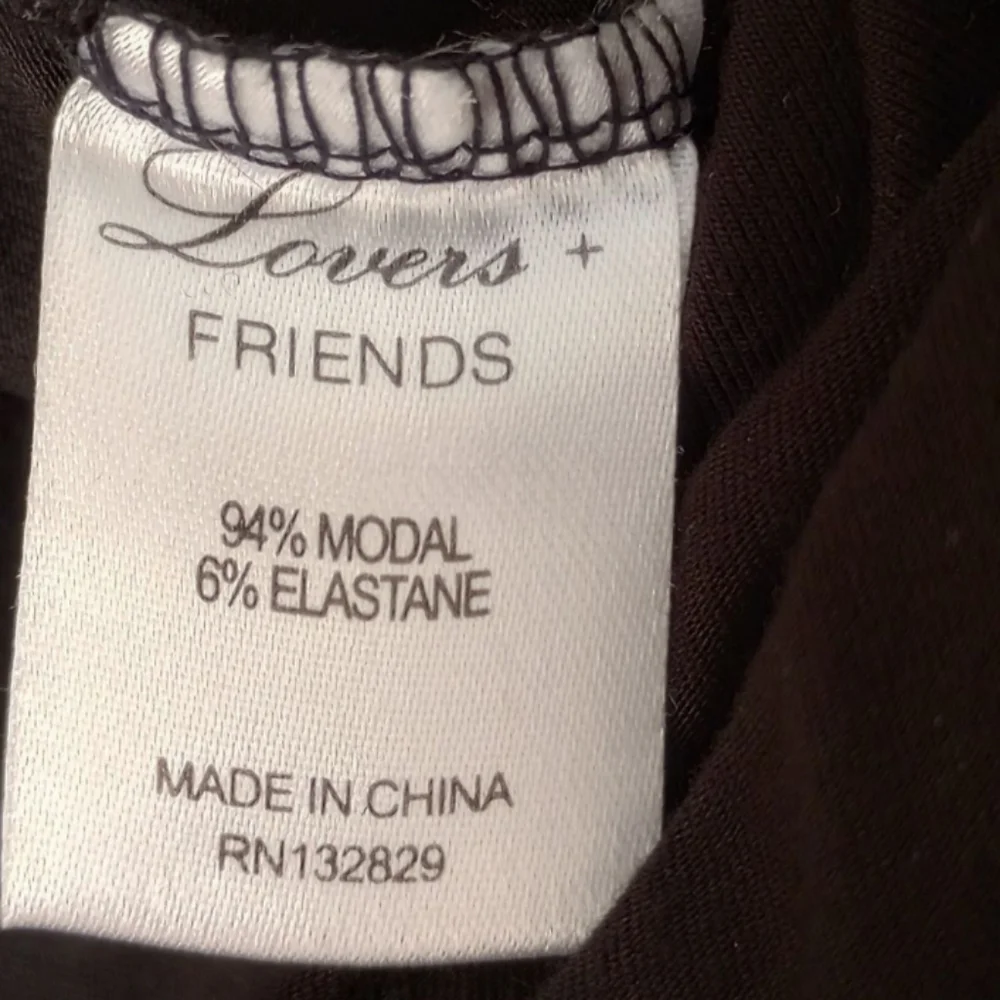 Lovers +
FRIENDS
94% MODAL
6% ELASTANE
MADE IN CHINA
RN132829